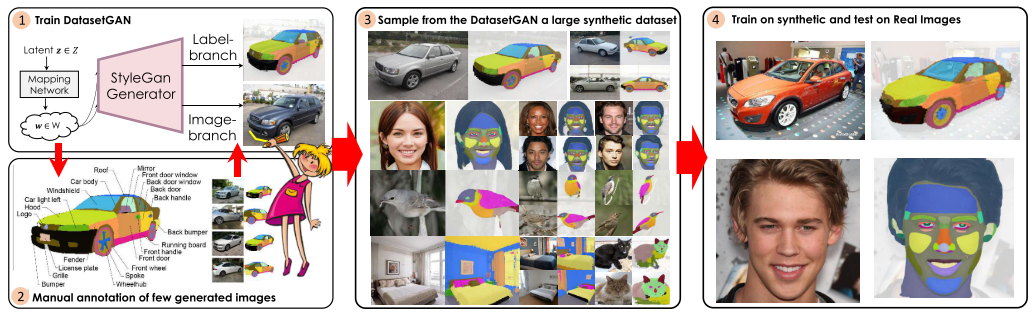 1 Train DatasetGAN
Latent z ∈ Z
Mapping
Network
w ∈ W
StyleGan
Generator
Label-
branch
Image-
branch
Roof
Mirror
Front door window
Back door window
Back door
Back handle
Car body
Windshield
Car light left
Hood
Logo
Back bumper
Running board
Front handle
Front door
Fender
License plate
Grille
Bumper
Front wheel
Spoke
Wheelhub
2 Manual annotation of few generated images
3 Sample from the DatasetGAN a large synthetic dataset
4 Train on synthetic and test on Real Images